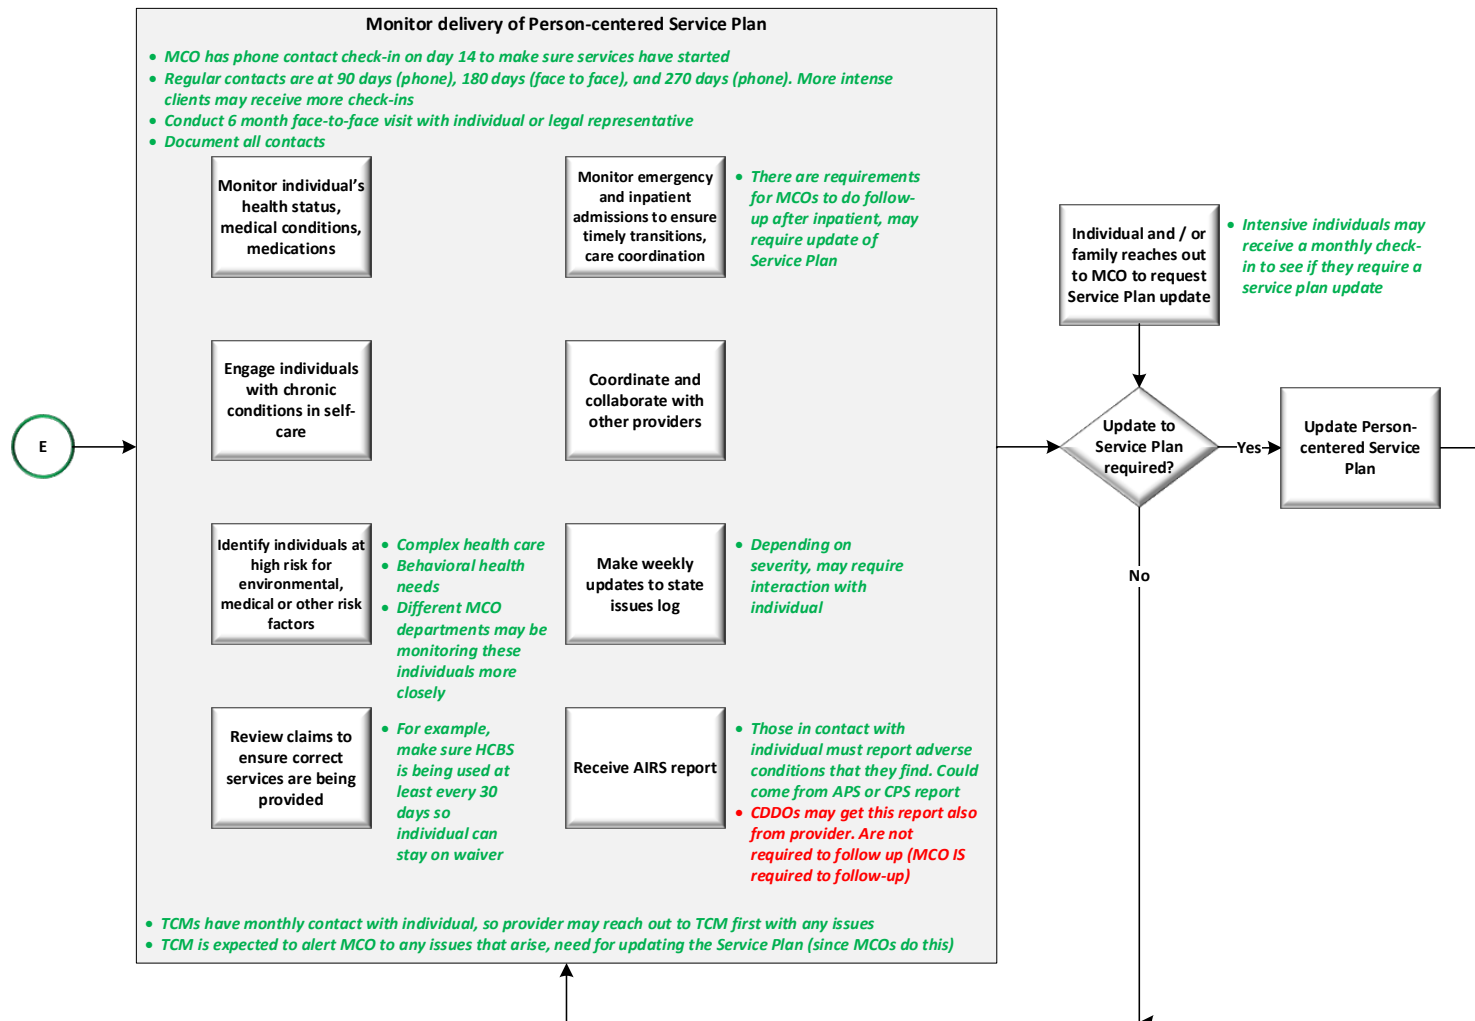 Monitor delivery of Person-centered Service Plan
• MCO has phone contact check-in on day 14 to make sure services have started
• Regular contacts are at 90 days (phone), 180 days (face to face), and 270 days (phone). More intense
clients may receive more check-ins
• Conduct 6 month face-to-face visit with individual or legal representative
• Document all contacts
Monitor individual's
health status,
medical conditions,
medications
Monitor emergency
and inpatient
admissions to ensure
timely transitions,
care coordination
• There are requirements
for MCOs to do follow-
up after inpatient, may
require update of
Service Plan
Engage individuals
with chronic
conditions in self-
care
Coordinate and
collaborate with
other providers
Identify individuals at
high risk for
environmental,
medical or other risk
factors
• Complex health care
• Behavioral health
needs
• Different MCO
departments may be
monitoring these
individuals more
closely
Make weekly
updates to state
issues log
• Depending on
severity, may require
interaction with
individual
Review claims to
ensure correct
services are being
provided
• For example,
make sure HCBS
is being used at
least every 30
days so
individual can
stay on waiver
Receive AIRS report
• Those in contact with
individual must report adverse
conditions that they find. Could
come from APS or CPS report
• CDDOs may get this report also
from provider. Are not
required to follow up (MCO IS
required to follow-up)
• TCMs have monthly contact with individual, so provider may reach out to TCM first with any issues
• TCM is expected to alert MCO to any issues that arise, need for updating the Service Plan (since MCOs do this)
E
Individual and / or
family reaches out
to MCO to request
Service Plan update
• Intensive individuals may
receive a monthly check-
in to see if they require a
service plan update
Update to
Service Plan
required?
Yes
Update Person-
centered Service
Plan
No